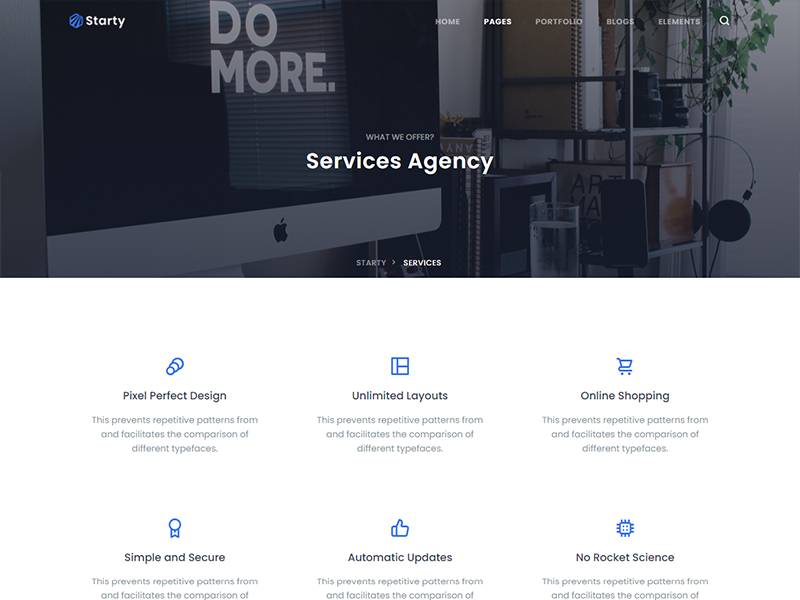 Starty
HOME PAGES PORTFOLIO BLOGS ELEMENTS
DO
MORE.
WHAT WE OFFER?
Services Agency
ART
STARTY > SERVICES
Pixel Perfect Design
This prevents repetitive patterns from
and facilitates the comparison of
different typefaces.
Unlimited Layouts
This prevents repetitive patterns from
and facilitates the comparison of
different typefaces.
Online Shopping
This prevents repetitive patterns from
and facilitates the comparison of
different typefaces.
Simple and Secure
This prevents repetitive patterns from
and facilitates the comparison of
Automatic Updates
This prevents repetitive patterns from
and facilitates the comparison of
No Rocket Science
This prevents repetitive patterns from
and facilitates the comparison of